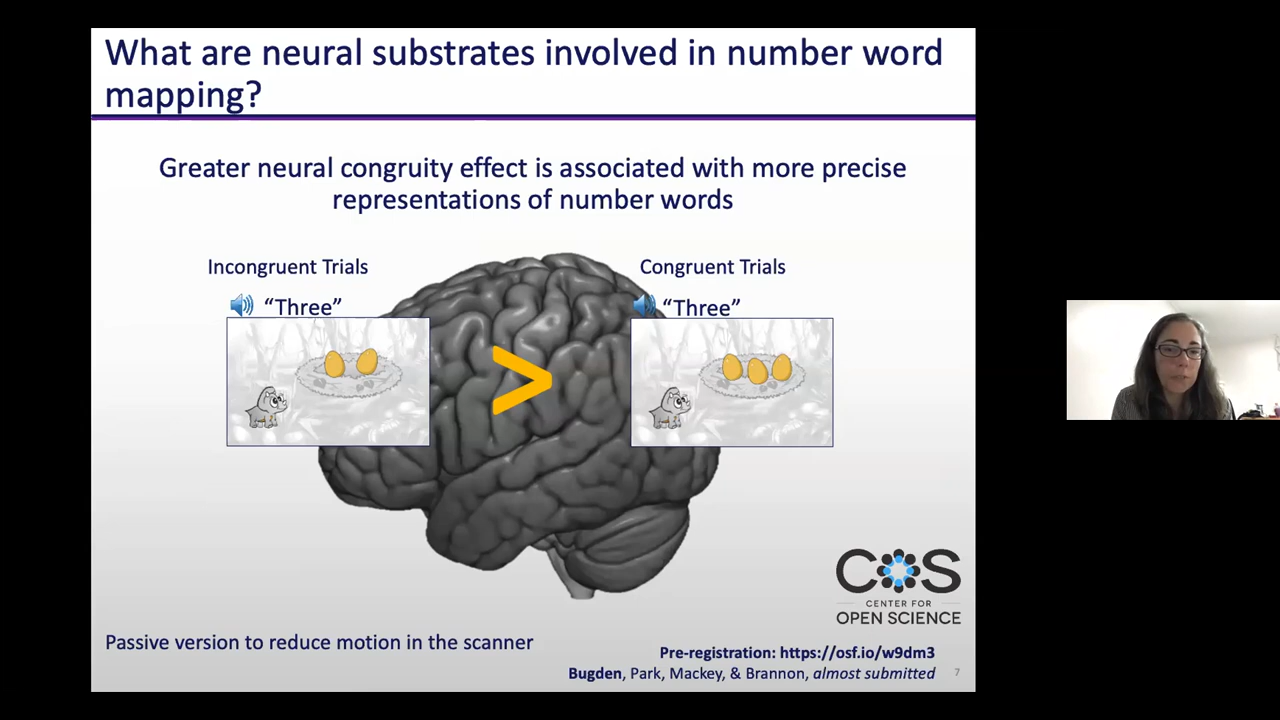 What are neural substrates involved in number word
mapping?
Greater neural congruity effect is associated with more precise
representations of number words
Incongruent Trials
Congruent Trials
“Three”
“Three”
>
COS
CENTER FOR
OPEN SCIENCE
Passive version to reduce motion in the scanner
Pre-registration: https://osf.io/w9dm3
Bugden, Park, Mackey, & Brannon, almost submitted
7